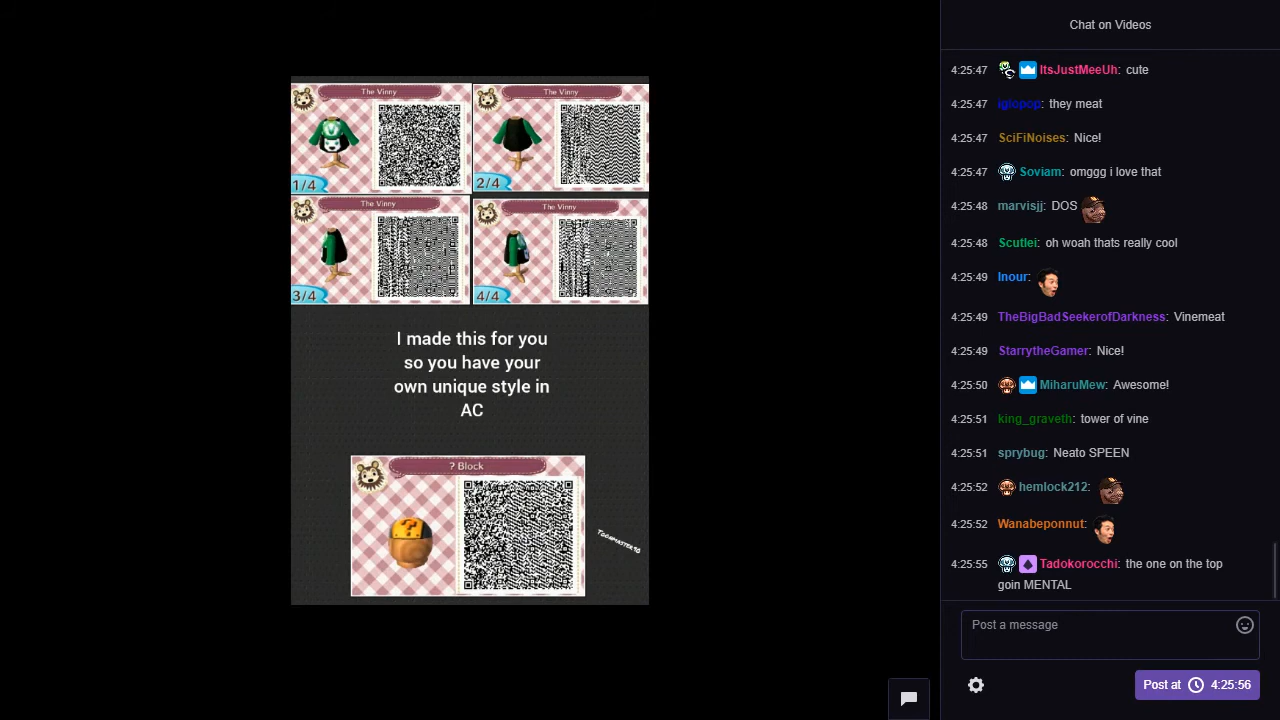 Chat on Videos
The Vinny
1/4
The Vinny
2/4
The Vinny
3/4
The Vinny
4/4
I made this for you
so you have your
own unique style in
AC
? Block
4:25:47 ItsJustMeeUh: cute
4:25:47 iglopop: they meat
4:25:47 SciFiNoises: Nice!
4:25:47 Soviam: omggg i love that
4:25:48 marvisjj: DOS
4:25:48 Scutlei: oh woah thats really cool
4:25:49 Inour:
4:25:49 TheBigBadSeekerofDarkness: Vinemeat
4:25:49 StarrytheGamer: Nice!
4:25:50 MiharuMew: Awesome!
4:25:51 king_graveth: tower of vine
4:25:51 sprybug: Neato SPEEN
4:25:52 hemlock212:
4:25:52 Wanabeponnut:
4:25:55 Tadokorocchi: the one on the top
goin MENTAL
Post a message
Post at 4:25:56